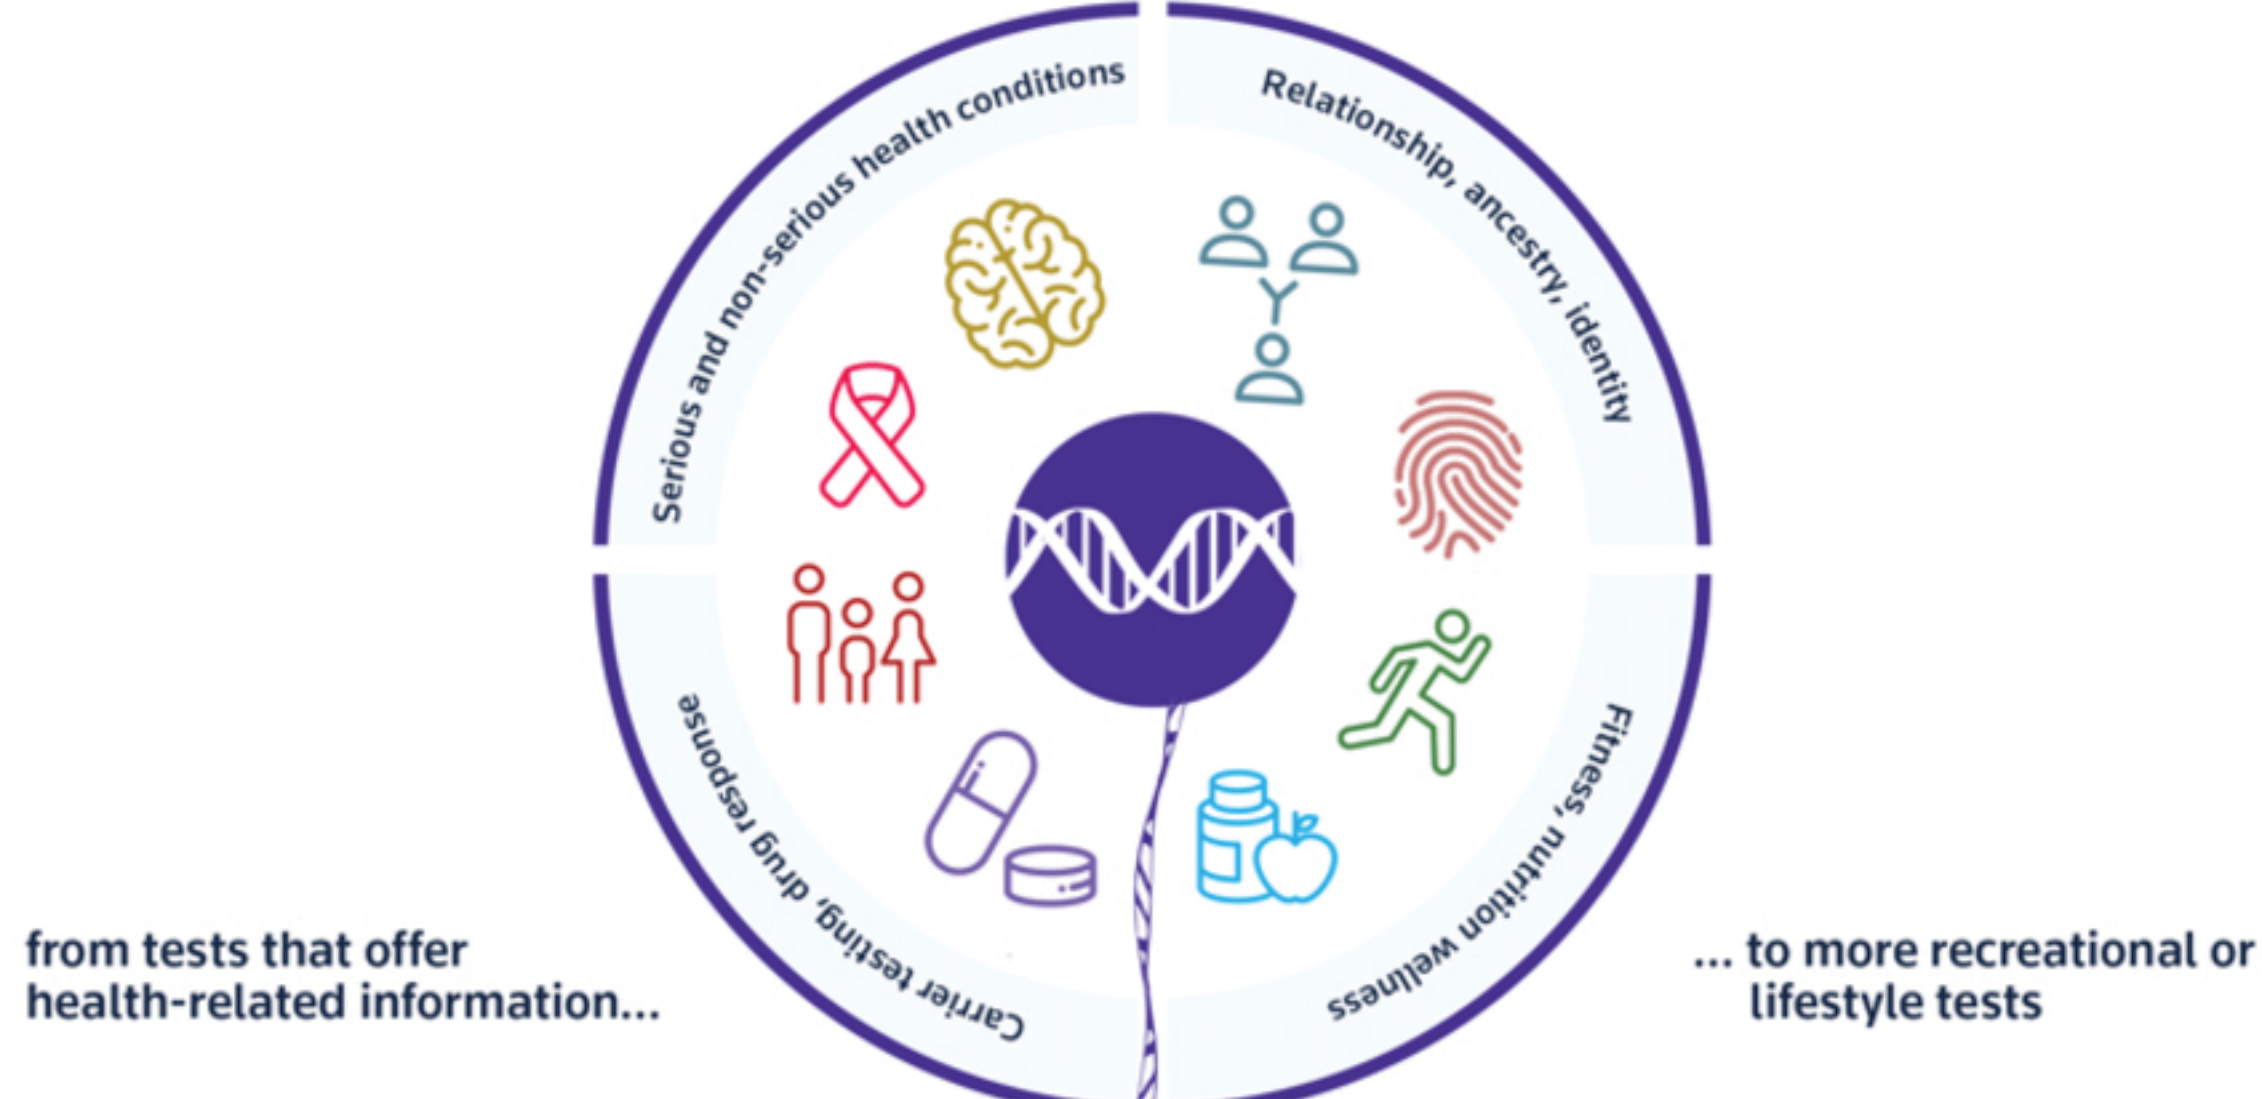 Serious and non-serious health conditions
Relationship, ancestry, identity
Carrier testing, drug response
Fitness, nutrition wellness
from tests that offer
health-related information...
... to more recreational or
lifestyle tests